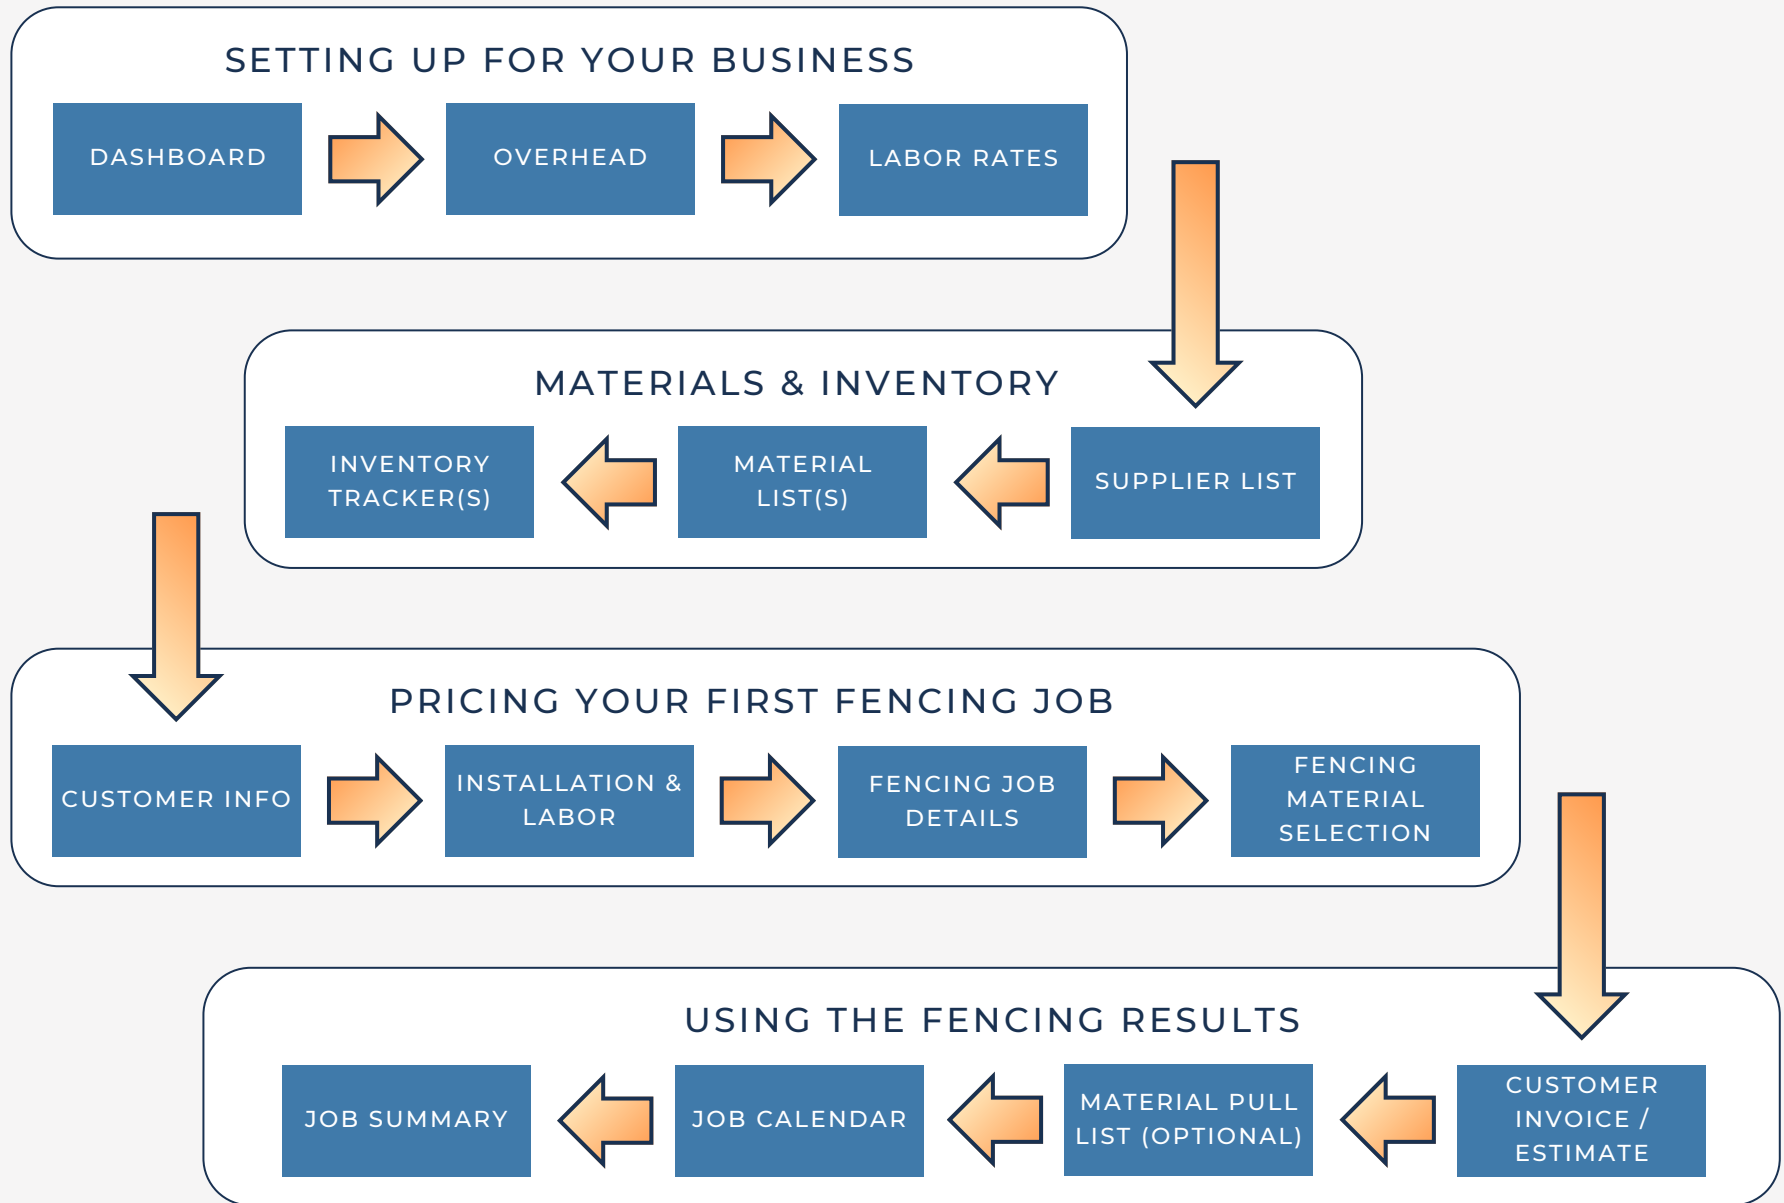 SETTING UP FOR YOUR BUSINESS
DASHBOARD
OVERHEAD
LABOR RATES
MATERIALS & INVENTORY
INVENTORY
TRACKER(S)
MATERIAL
LIST(S)
SUPPLIER LIST
PRICING YOUR FIRST FENCING JOB
CUSTOMER INFO
INSTALLATION &
LABOR
FENCING JOB
DETAILS
FENCING
MATERIAL
SELECTION
USING THE FENCING RESULTS
JOB SUMMARY
JOB CALENDAR
MATERIAL PULL
LIST (OPTIONAL)
CUSTOMER
INVOICE /
ESTIMATE